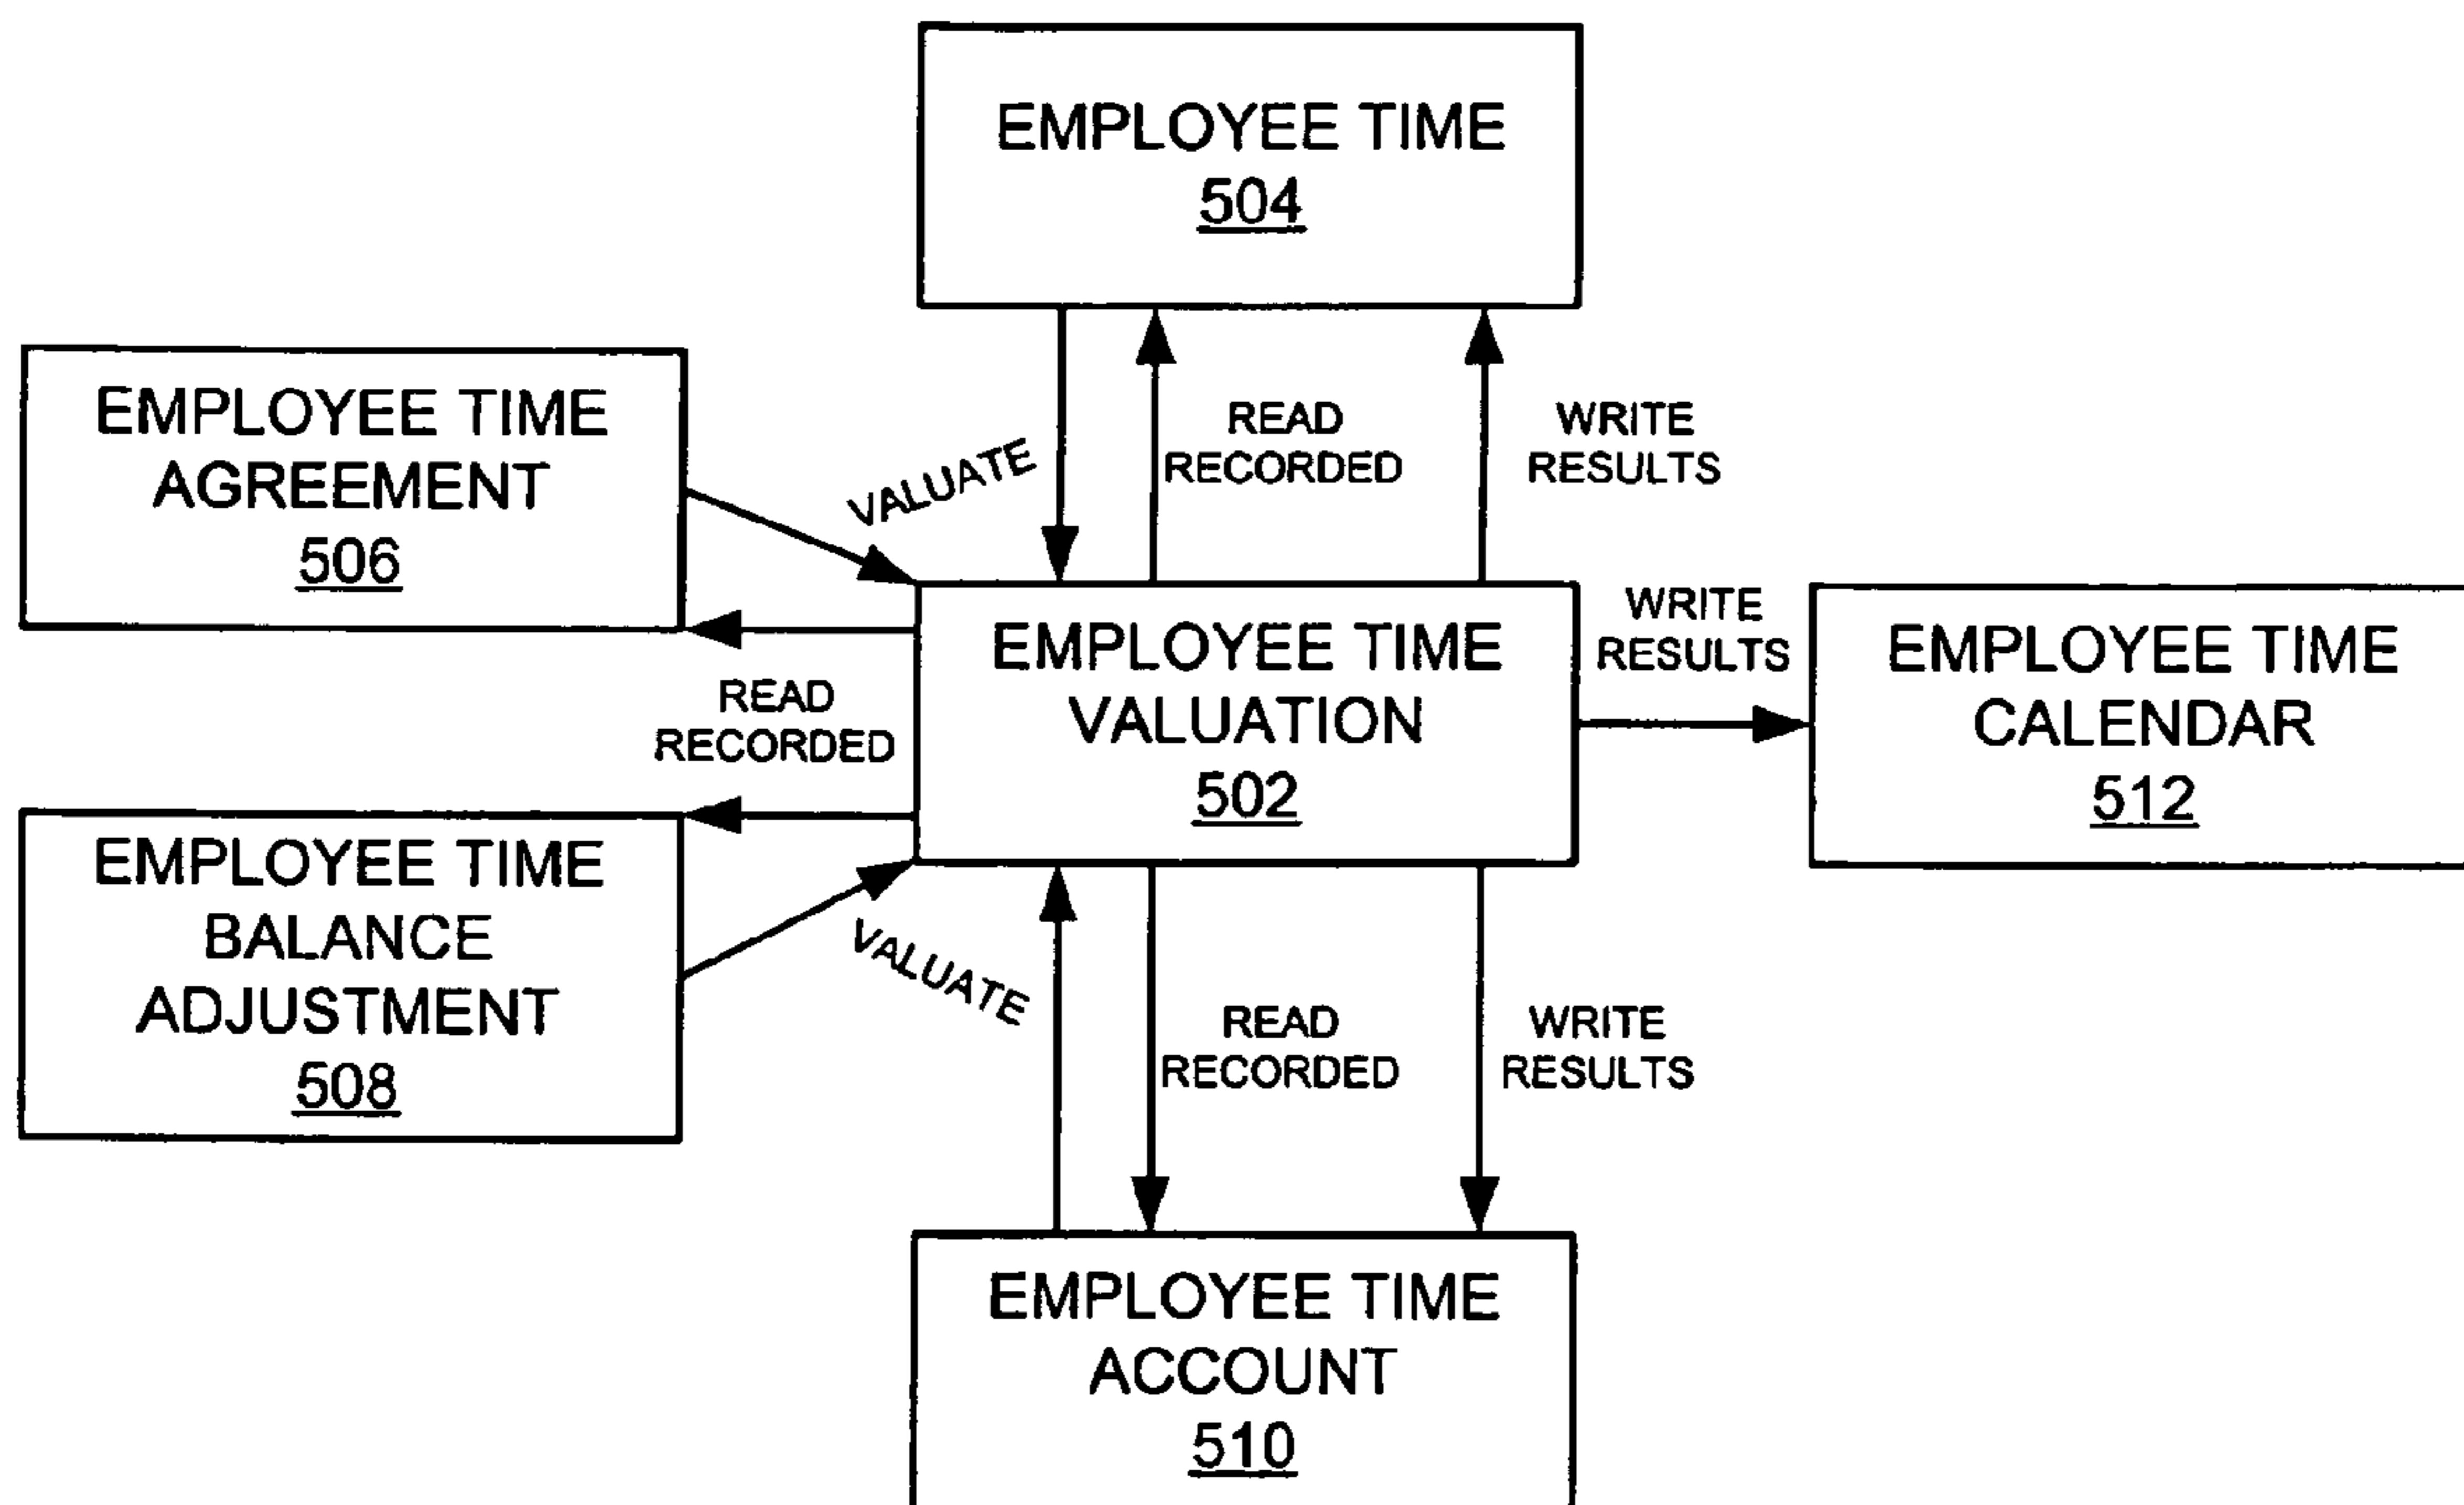 EMPLOYEE TIME
504
EMPLOYEE TIME
AGREEMENT
506
VALUATE
READ
RECORDED
WRITE
RESULTS
EMPLOYEE TIME
VALUATION
502
WRITE
RESULTS
EMPLOYEE TIME
CALENDAR
512
READ
RECORDED
EMPLOYEE TIME
BALANCE
ADJUSTMENT
508
VALUATE
READ
RECORDED
WRITE
RESULTS
EMPLOYEE TIME
ACCOUNT
510